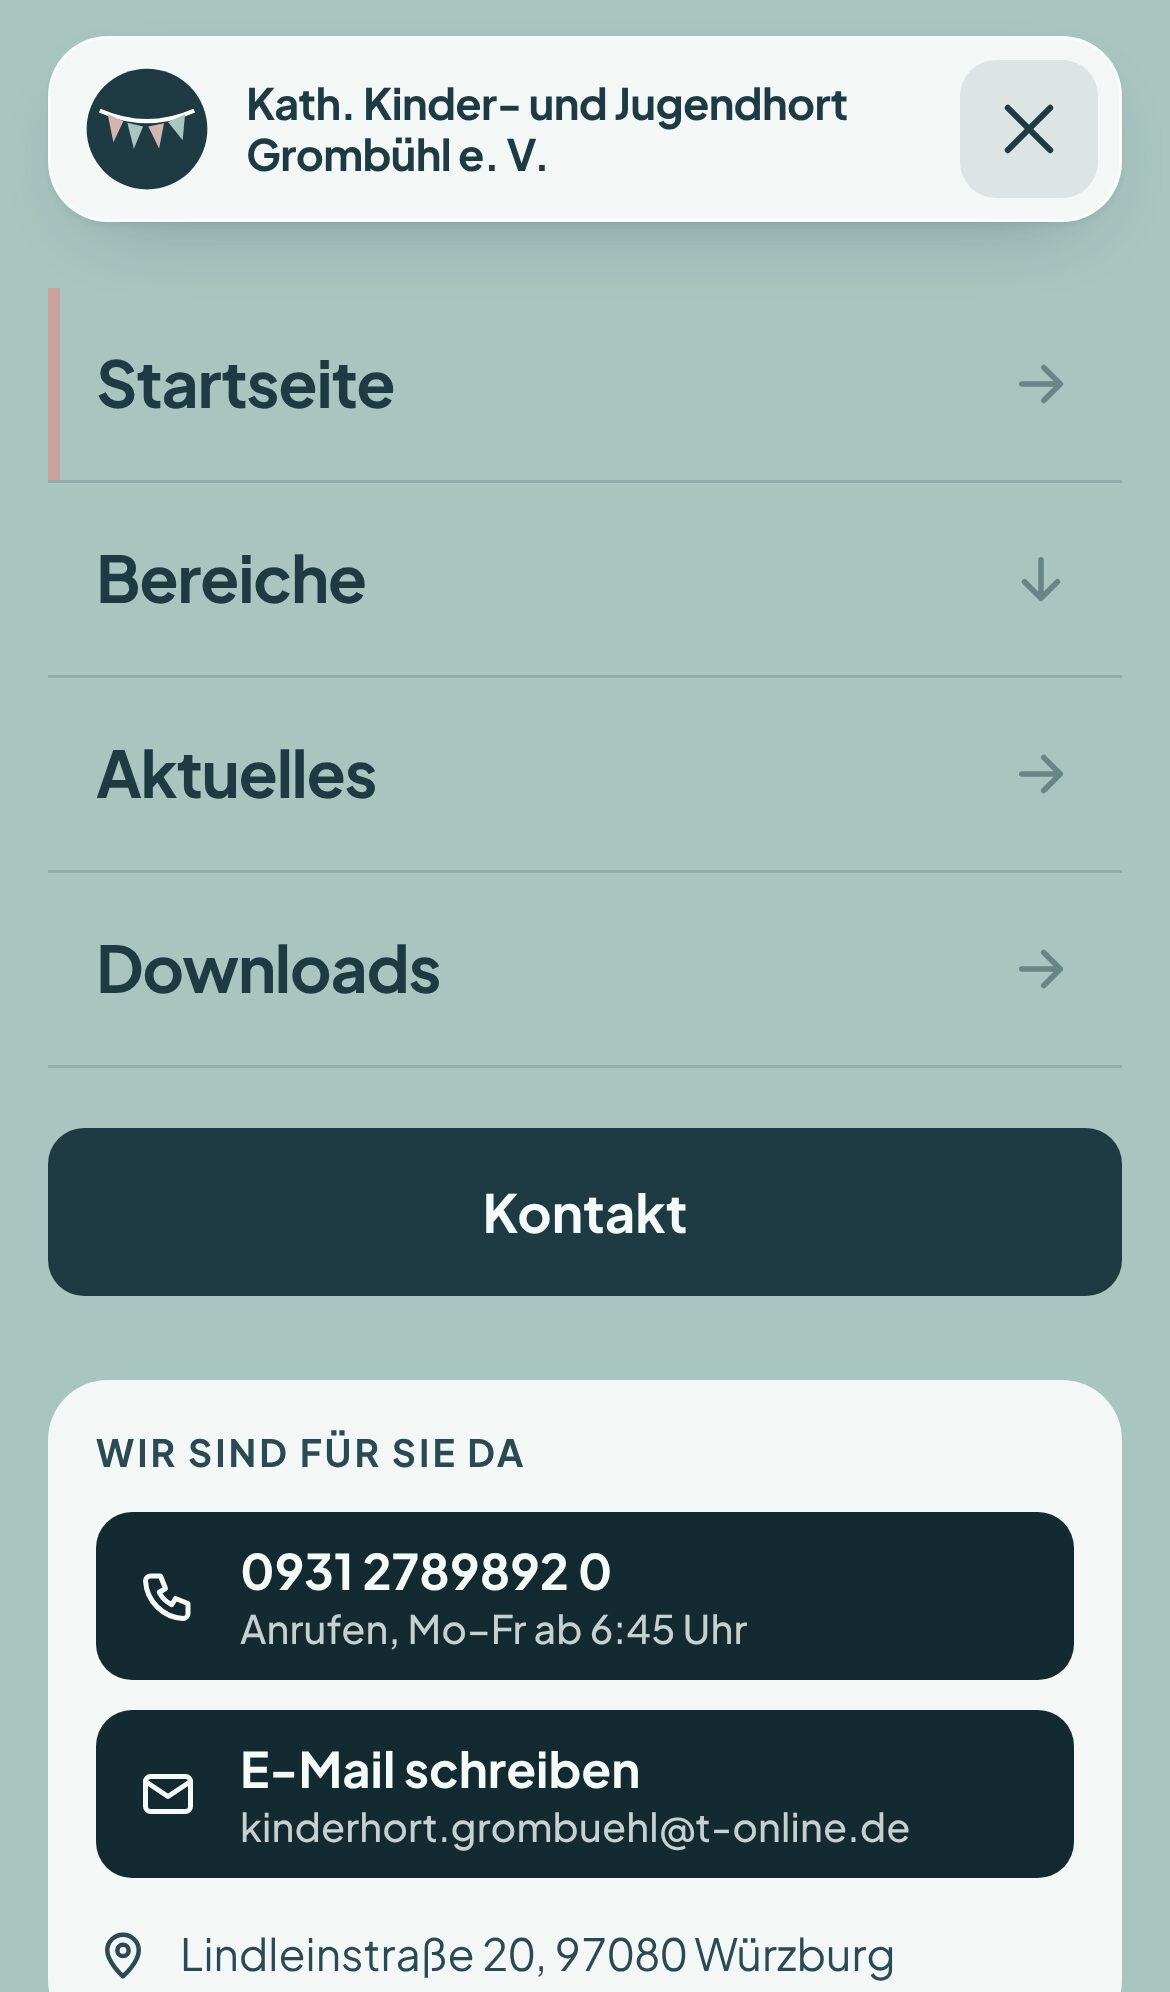 Kath. Kinder- und Jugendhort
Grombühl e. V.
Startseite
Bereiche
Aktuelles
Downloads
Kontakt
WIR SIND FÜR SIE DA
0931 2789892 0
Anrufen, Mo–Fr ab 6:45 Uhr
E-Mail schreiben
kinderhort.grombuehl@t-online.de
Lindleinstraße 20, 97080 Würzburg